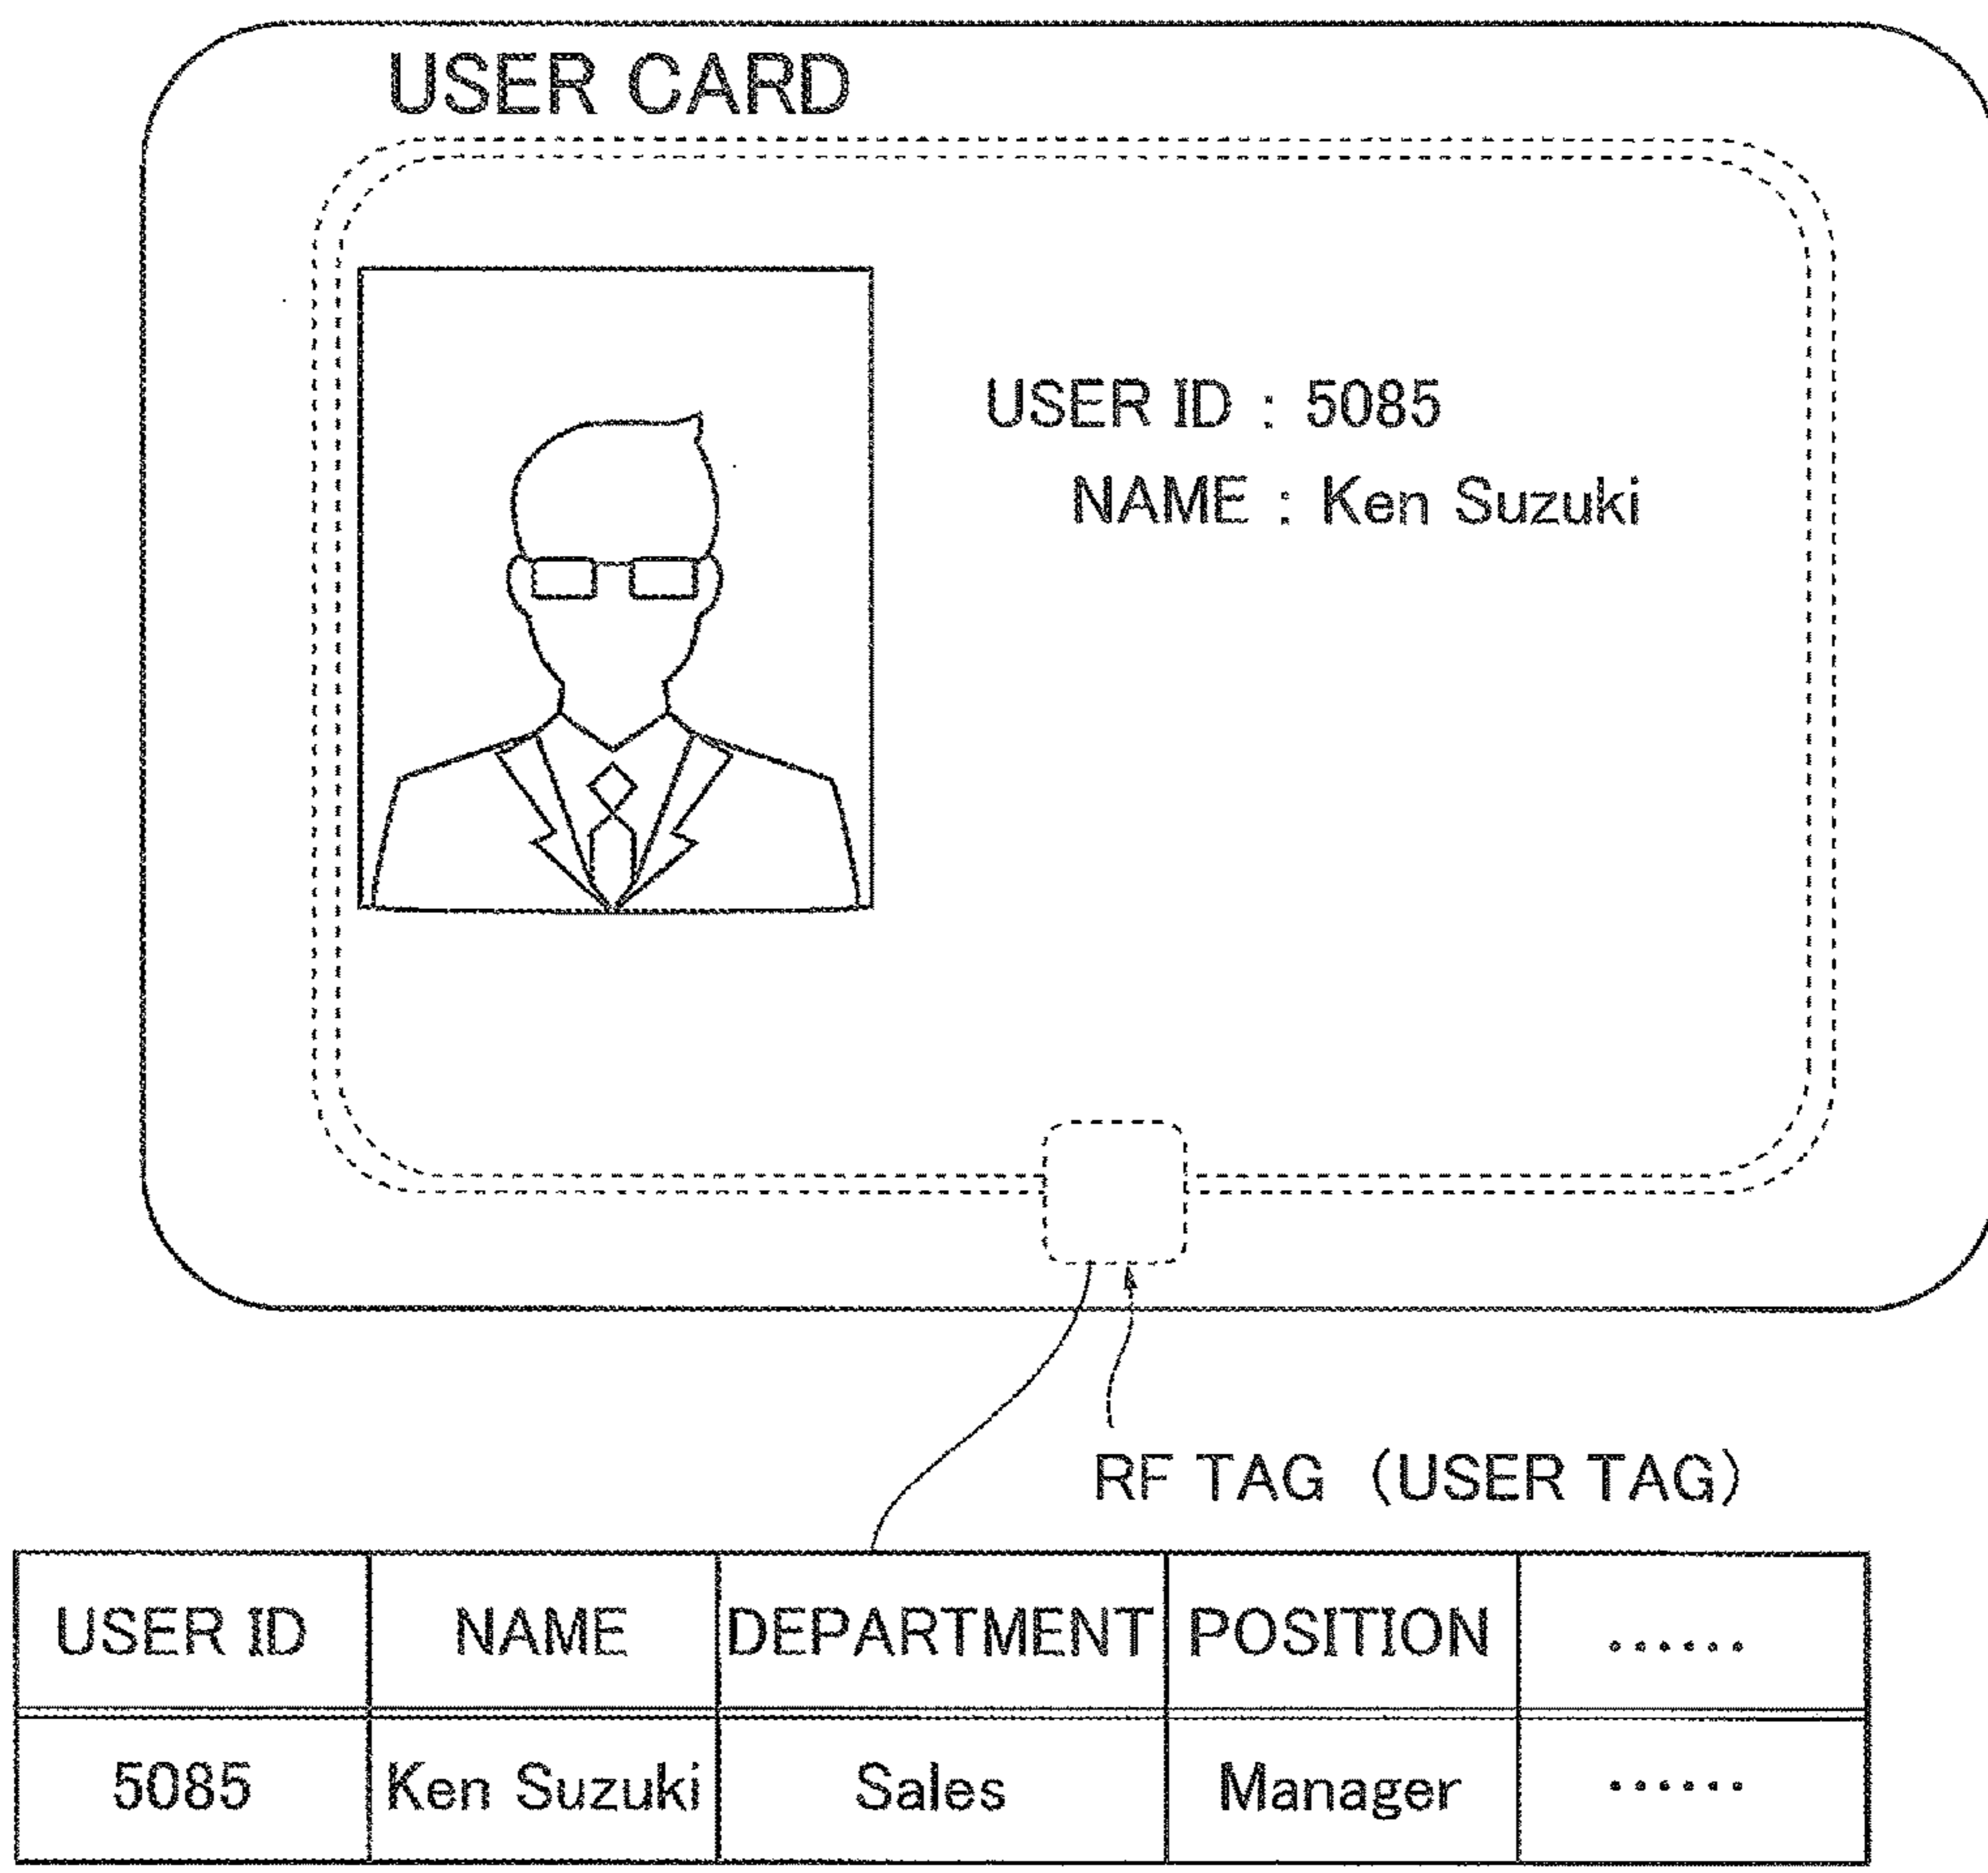 USER CARD
USER ID : 5085
NAME : Ken Suzuki
RF TAG (USER TAG)
USER ID NAME DEPARTMENT POSITION ......
5085 Ken Suzuki Sales Manager ......